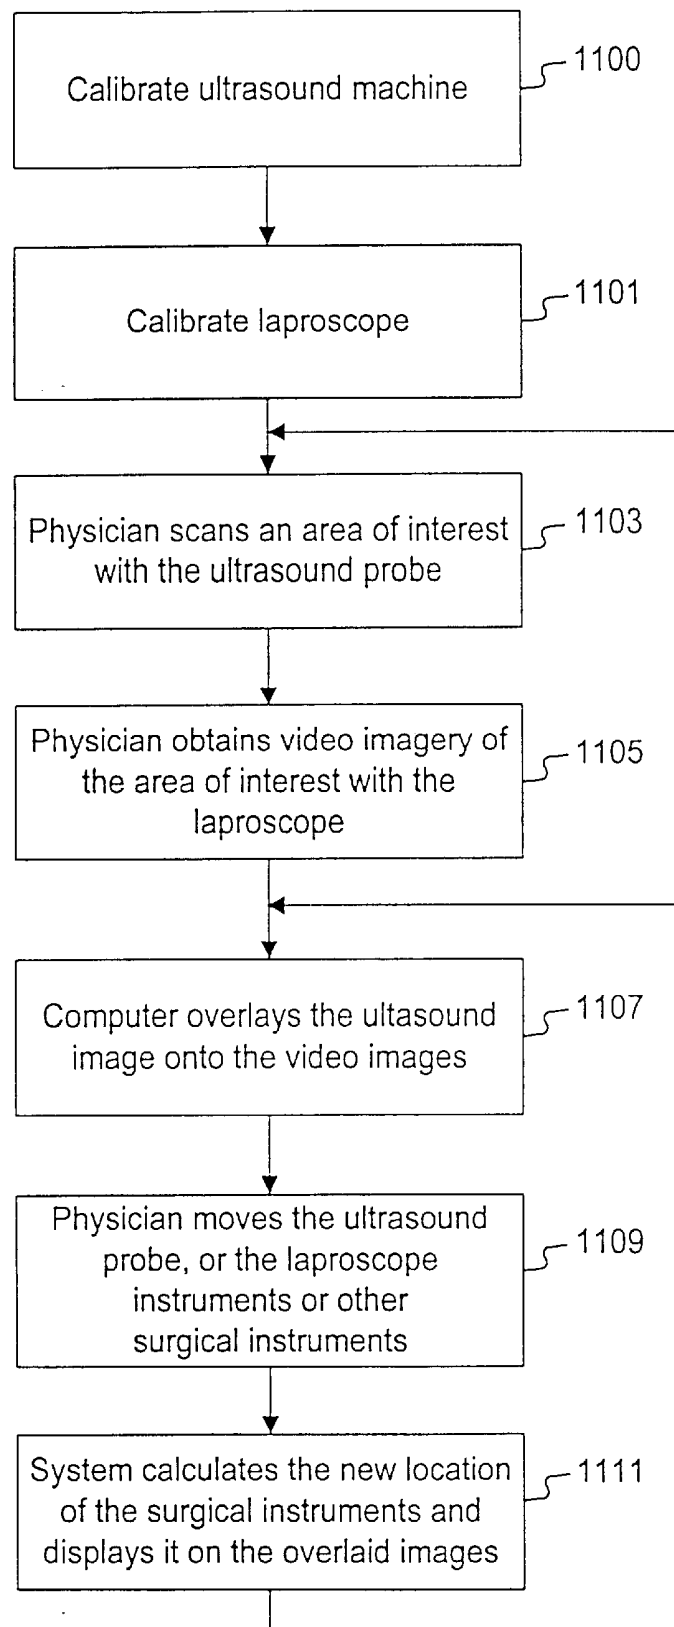 Calibrate ultrasound machine
1100
Calibrate laproscope
1101
Physician scans an area of interest
with the ultrasound probe
1103
Physician obtains video imagery of
the area of interest with the
laproscope
1105
Computer overlays the ultasound
image onto the video images
1107
Physician moves the ultrasound
probe, or the laproscope
instruments or other
surgical instruments
1109
System calculates the new location
of the surgical instruments and
displays it on the overlaid images
1111